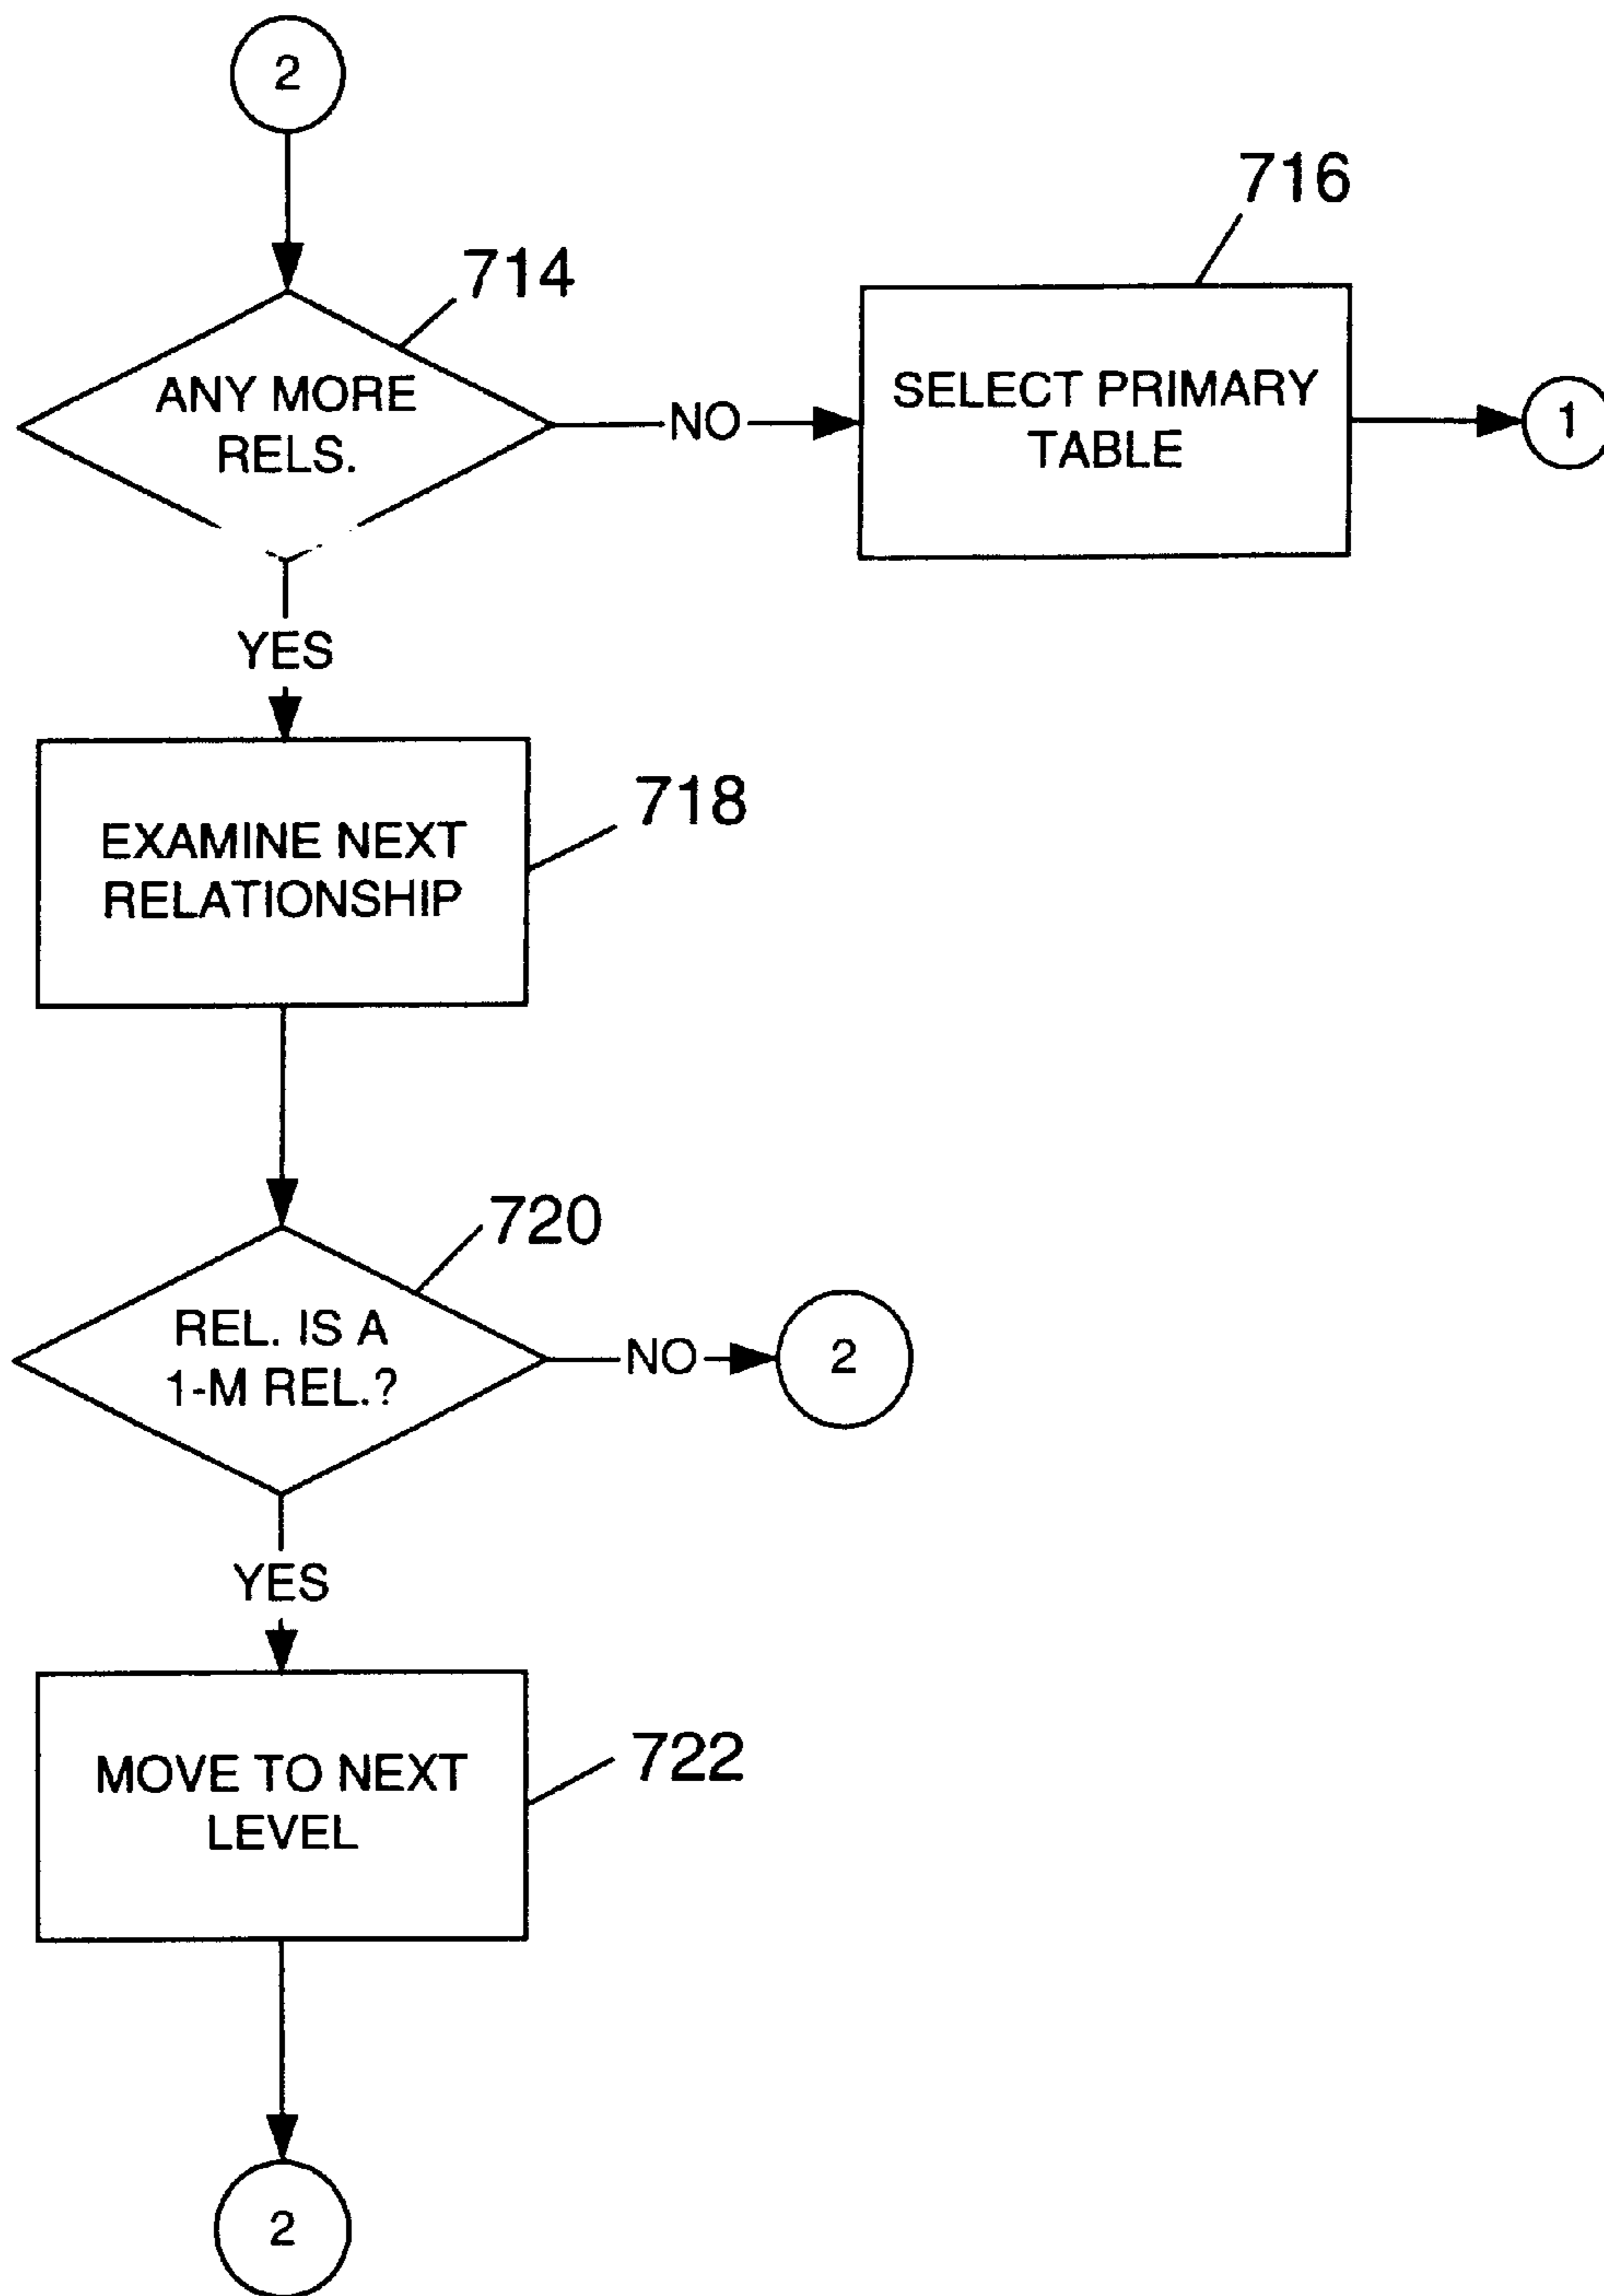 2
714
716
ANY MORE
RELS.
NO
SELECT PRIMARY
TABLE
1
YES
718
EXAMINE NEXT
RELATIONSHIP
720
REL. IS A
1-M REL.?
NO
2
YES
722
MOVE TO NEXT
LEVEL
2